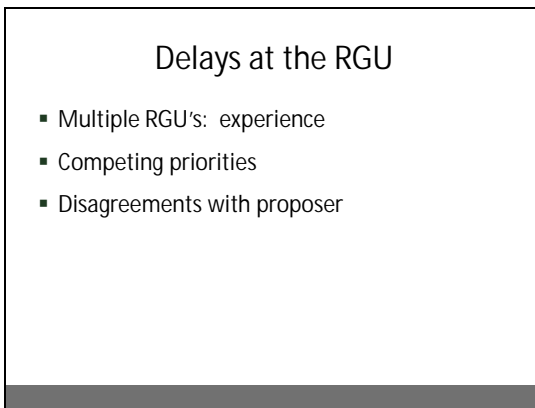 Delays at the RGU
▪ Multiple RGU's: experience
▪ Competing priorities
▪ Disagreements with proposer